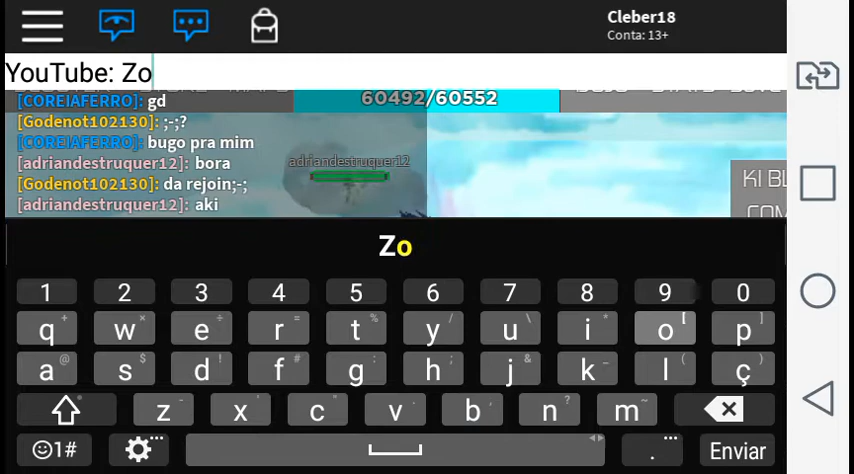 Cleber18
Conta: 13+
YouTube: Zo
[COREIAFERRO]: gd
60492/60552
[Godenot102130]: ;-;?
[COREIAFERRO]: bugo pra mim
[adriandestruquer12]: bora
adriandestruquer12
[Godenot102130]: da rejoin;-;
KI BL
[adriandestruquer12]: aki
COM
Zo
1 2 3 4 5 6 7 8 9 0
q w e r t y u i o p
a s d f g h j k l ç
z x c v b n m
1# . Enviar